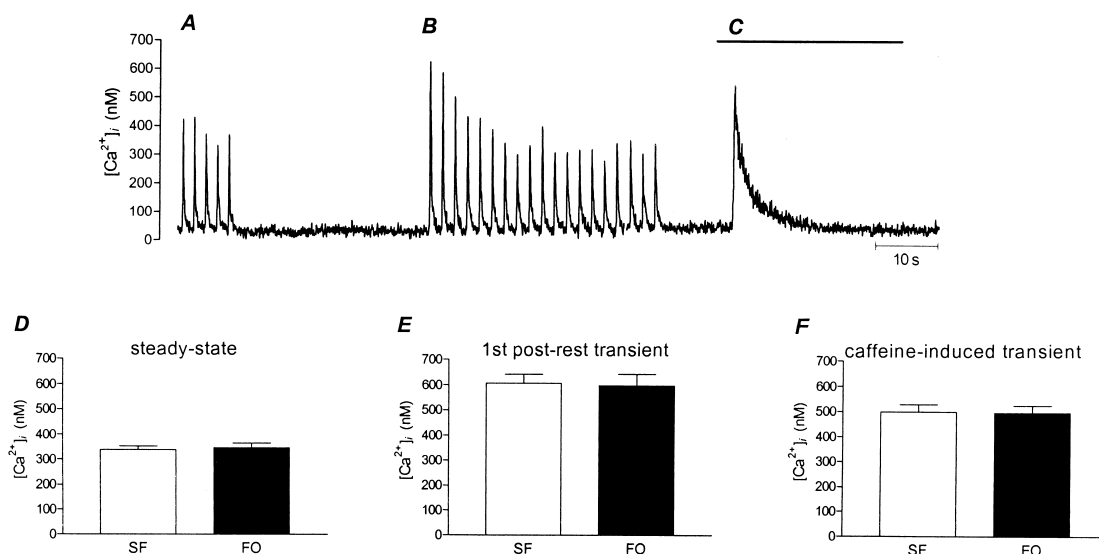 A B C
[Ca2+]i (nM)
700
600
500
400
300
200
100
0
10 s
D
steady-state
[Ca2+]i (nM)
700
600
500
400
300
200
100
0
SF FO
E
1st post-rest transient
[Ca2+]i (nM)
700
600
500
400
300
200
100
0
SF FO
F
caffeine-induced transient
[Ca2+]i (nM)
700
600
500
400
300
200
100
0
SF FO